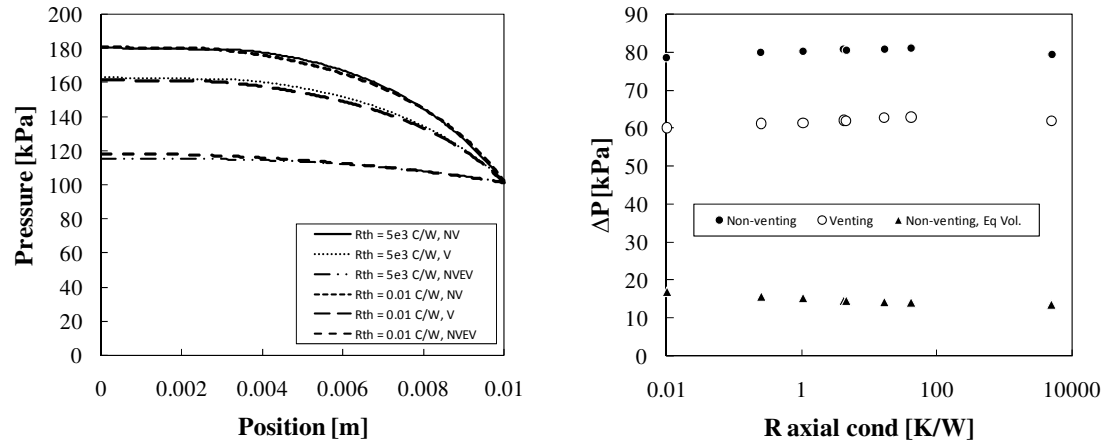 200
180
160
140
120
100
80
60
40
20
0
Pressure [kPa]
Rth = 5e3 C/W, NV
Rth = 5e3 C/W, V
Rth = 5e3 C/W, NVEV
Rth = 0.01 C/W, NV
Rth = 0.01 C/W, V
Rth = 0.01 C/W, NVEV
0 0.002 0.004 0.006 0.008 0.01
Position [m]
90
80
70
60
50
40
30
20
10
0
ΔP [kPa]
Non-venting Venting Non-venting, Eq Vol.
0.01 1 100 10000
R axial cond [K/W]